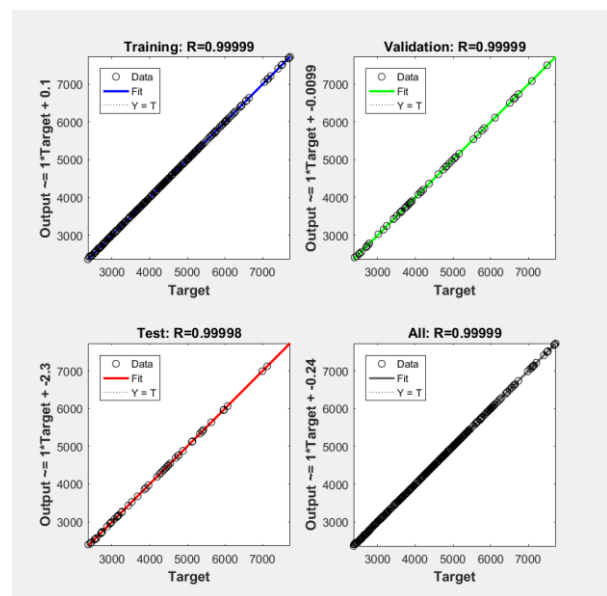 Training: R=0.99999
Output ~= 1*Target + 0.1
7000
6000
5000
4000
3000
Data
Fit
Y = T
3000 4000 5000 6000 7000
Target
Validation: R=0.99999
Output ~= 1*Target + -0.0099
7000
6000
5000
4000
3000
Data
Fit
Y = T
3000 4000 5000 6000 7000
Target
Test: R=0.99998
Output ~= 1*Target + -2.3
7000
6000
5000
4000
3000
Data
Fit
Y = T
3000 4000 5000 6000 7000
Target
All: R=0.99999
Output ~= 1*Target + -0.24
7000
6000
5000
4000
3000
Data
Fit
Y = T
3000 4000 5000 6000 7000
Target